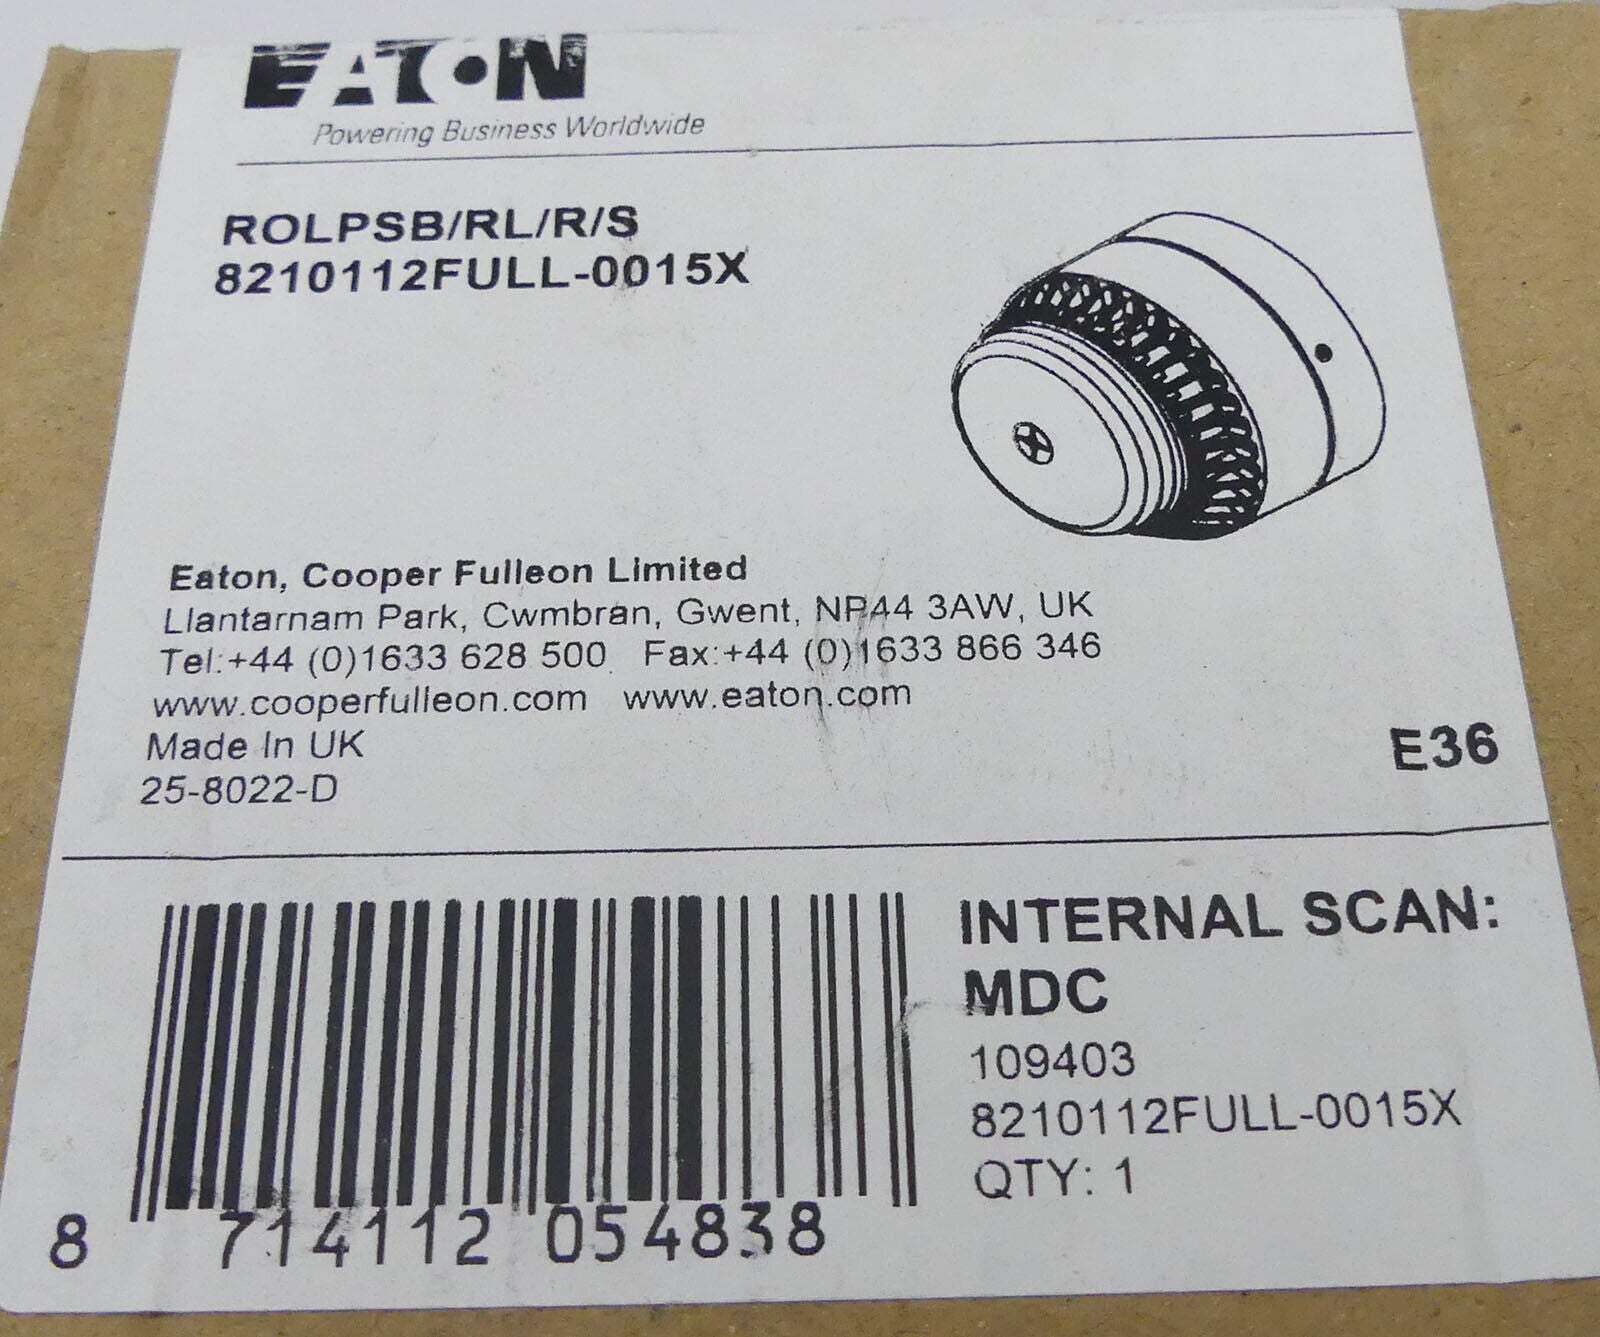 EATON
Powering Business Worldwide
ROLPSB/RL/R/S
8210112FULL-0015X
Eaton, Cooper Fulleon Limited
Llantarnam Park, Cwmbran, Gwent, NP44 3AW, UK
Tel:+44 (0)1633 628 500 Fax:+44 (0)1633 866 346
www.cooperfulleon.com www.eaton.com
Made In UK
25-8022-D
E36
INTERNAL SCAN:
MDC
109403
8210112FULL-0015X
QTY: 1
8 714112 054838